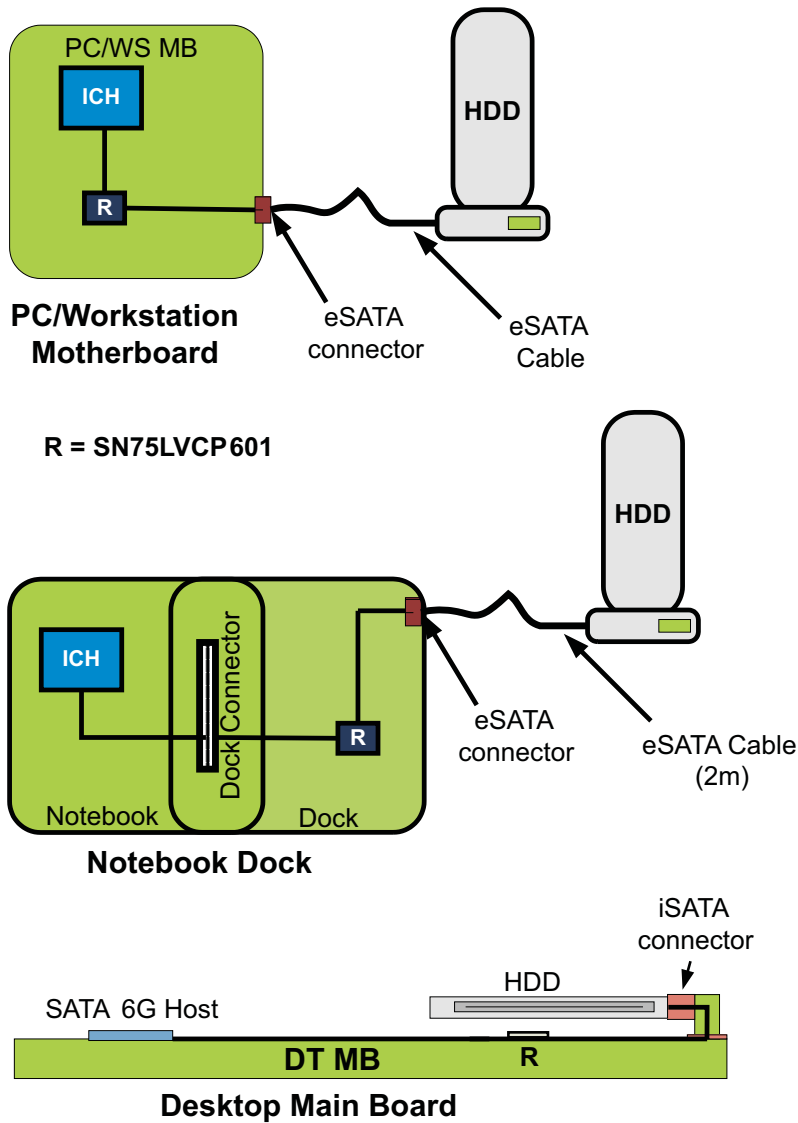 PC/WS MB
ICH
HDD
R
PC/Workstation
Motherboard
eSATA
connector
eSATA
Cable
R = SN75LVCP601
HDD
ICH
Dock Connector
R
eSATA
connector
eSATA Cable
(2m)
Notebook
Dock
Notebook Dock
iSATA
connector
HDD
SATA 6G Host
DT MB
R
Desktop Main Board